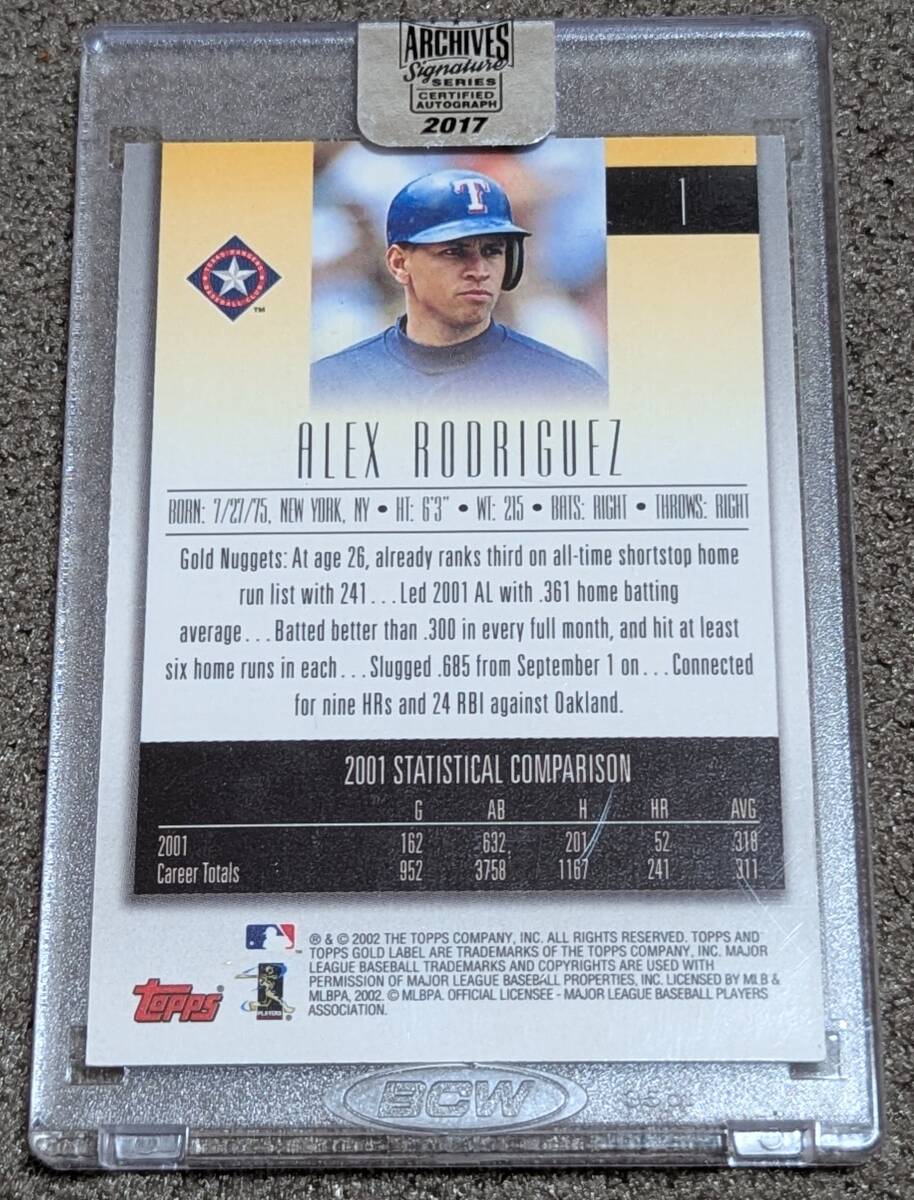 ARCHIVES
Signature
SERIES
CERTIFIED
AUTOGRAPH
2017
1
T
TEXAS RANGERS
BASEBALL CLUB
TM
ALEX RODRIGUEZ
BORN: 7/27/75, NEW YORK, NY • HT: 6'3" • WT: 215 • BATS: RIGHT • THROWS: RIGHT
Gold Nuggets: At age 26, already ranks third on all-time shortstop home
run list with 241...Led 2001 AL with .361 home batting
average...Batted better than .300 in every full month, and hit at least
six home runs in each...Slugged .685 from September 1 on...Connected
for nine HRs and 24 RBI against Oakland.
2001 STATISTICAL COMPARISON
G AB H HR AVG
2001 162 632 201 52 .318
Career Totals 952 3758 1167 241 .311
® & © 2002 THE TOPPS COMPANY, INC. ALL RIGHTS RESERVED. TOPPS AND
TOPPS GOLD LABEL ARE TRADEMARKS OF THE TOPPS COMPANY, INC. MAJOR
LEAGUE BASEBALL TRADEMARKS AND COPYRIGHTS ARE USED WITH
PERMISSION OF MAJOR LEAGUE BASEBALL PROPERTIES, INC. LICENSED BY MLB &
MLBPA, 2002. © MLBPA. OFFICIAL LICENSEE - MAJOR LEAGUE BASEBALL PLAYERS
ASSOCIATION.
topps®
PLAYERS
BCW